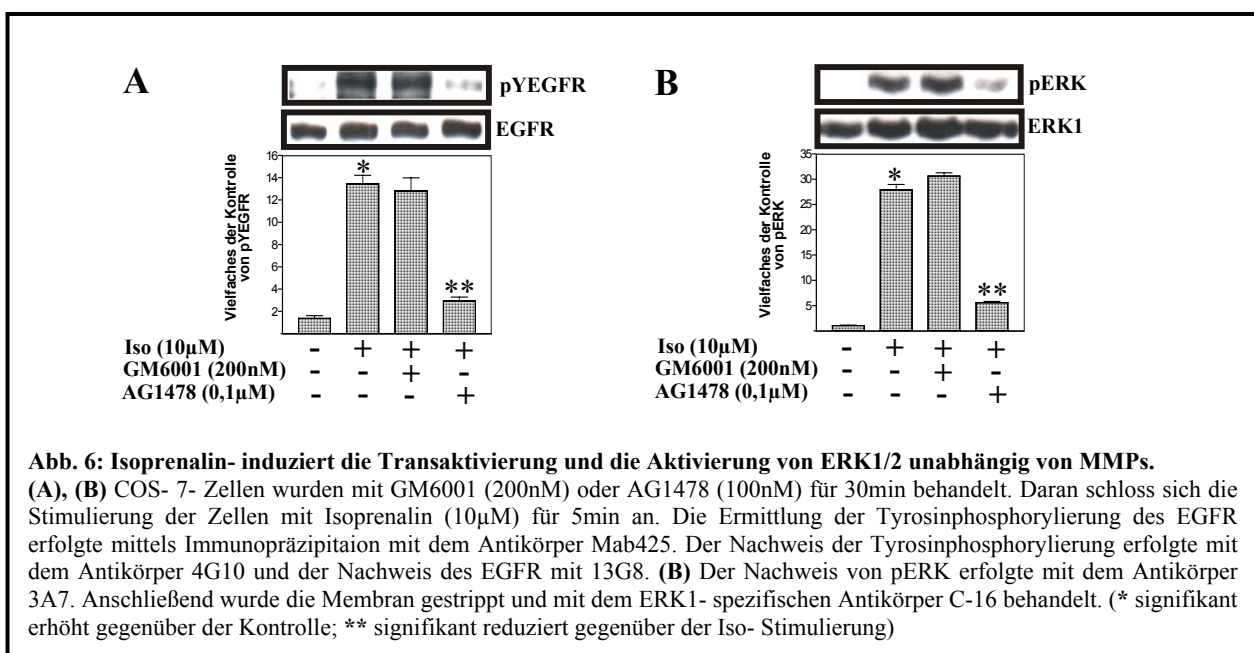 A
pYEGFR
EGFR
Vielfaches der Kontrolle
von pYEGFR
16
14
12
10
8
6
4
2
*
**
Iso (10µM) - + + +
GM6001 (200nM) - - + -
AG1478 (0,1µM) - - - +
B
pERK
ERK1
Vielfaches der Kontrolle
von pERK
35
30
25
20
15
10
5
*
**
Iso (10µM) - + + +
GM6001 (200nM) - - + -
AG1478 (0,1µM) - - - +
Abb. 6: Isoprenalin- induziert die Transaktivierung und die Aktivierung von ERK1/2 unabhängig von MMPs.
(A), (B) COS- 7- Zellen wurden mit GM6001 (200nM) oder AG1478 (100nM) für 30min behandelt. Daran schloss sich die
Stimulierung der Zellen mit Isoprenalin (10µM) für 5min an. Die Ermittlung der Tyrosinphosphorylierung des EGFR
erfolgte mittels Immunopräzipitaion mit dem Antikörper Mab425. Der Nachweis der Tyrosinphosphorylierung erfolgte mit
dem Antikörper 4G10 und der Nachweis des EGFR mit 13G8. (B) Der Nachweis von pERK erfolgte mit dem Antikörper
3A7. Anschließend wurde die Membran gestrippt und mit dem ERK1- spezifischen Antikörper C-16 behandelt. (* signifikant
erhöht gegenüber der Kontrolle; ** signifikant reduziert gegenüber der Iso- Stimulierung)